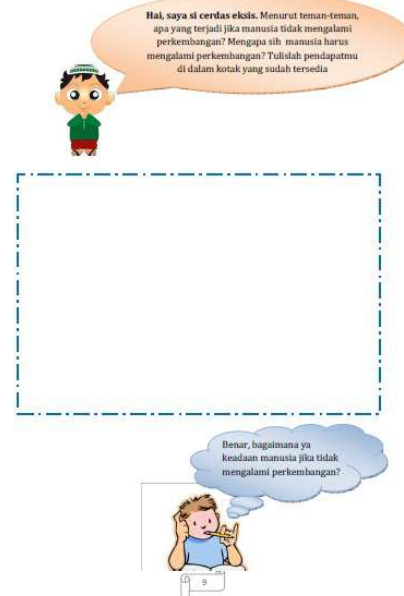 Hai, saya si cerdas eksis. Menurut teman-teman,
apa yang terjadi jika manusia tidak mengalami
perkembangan? Mengapa sih manusia harus
mengalami perkembangan? Tulislah pendapatmu
di dalam kotak yang sudah tersedia
Benar, bagaimana ya
keadaan manusia jika tidak
mengalami perkembangan?
9